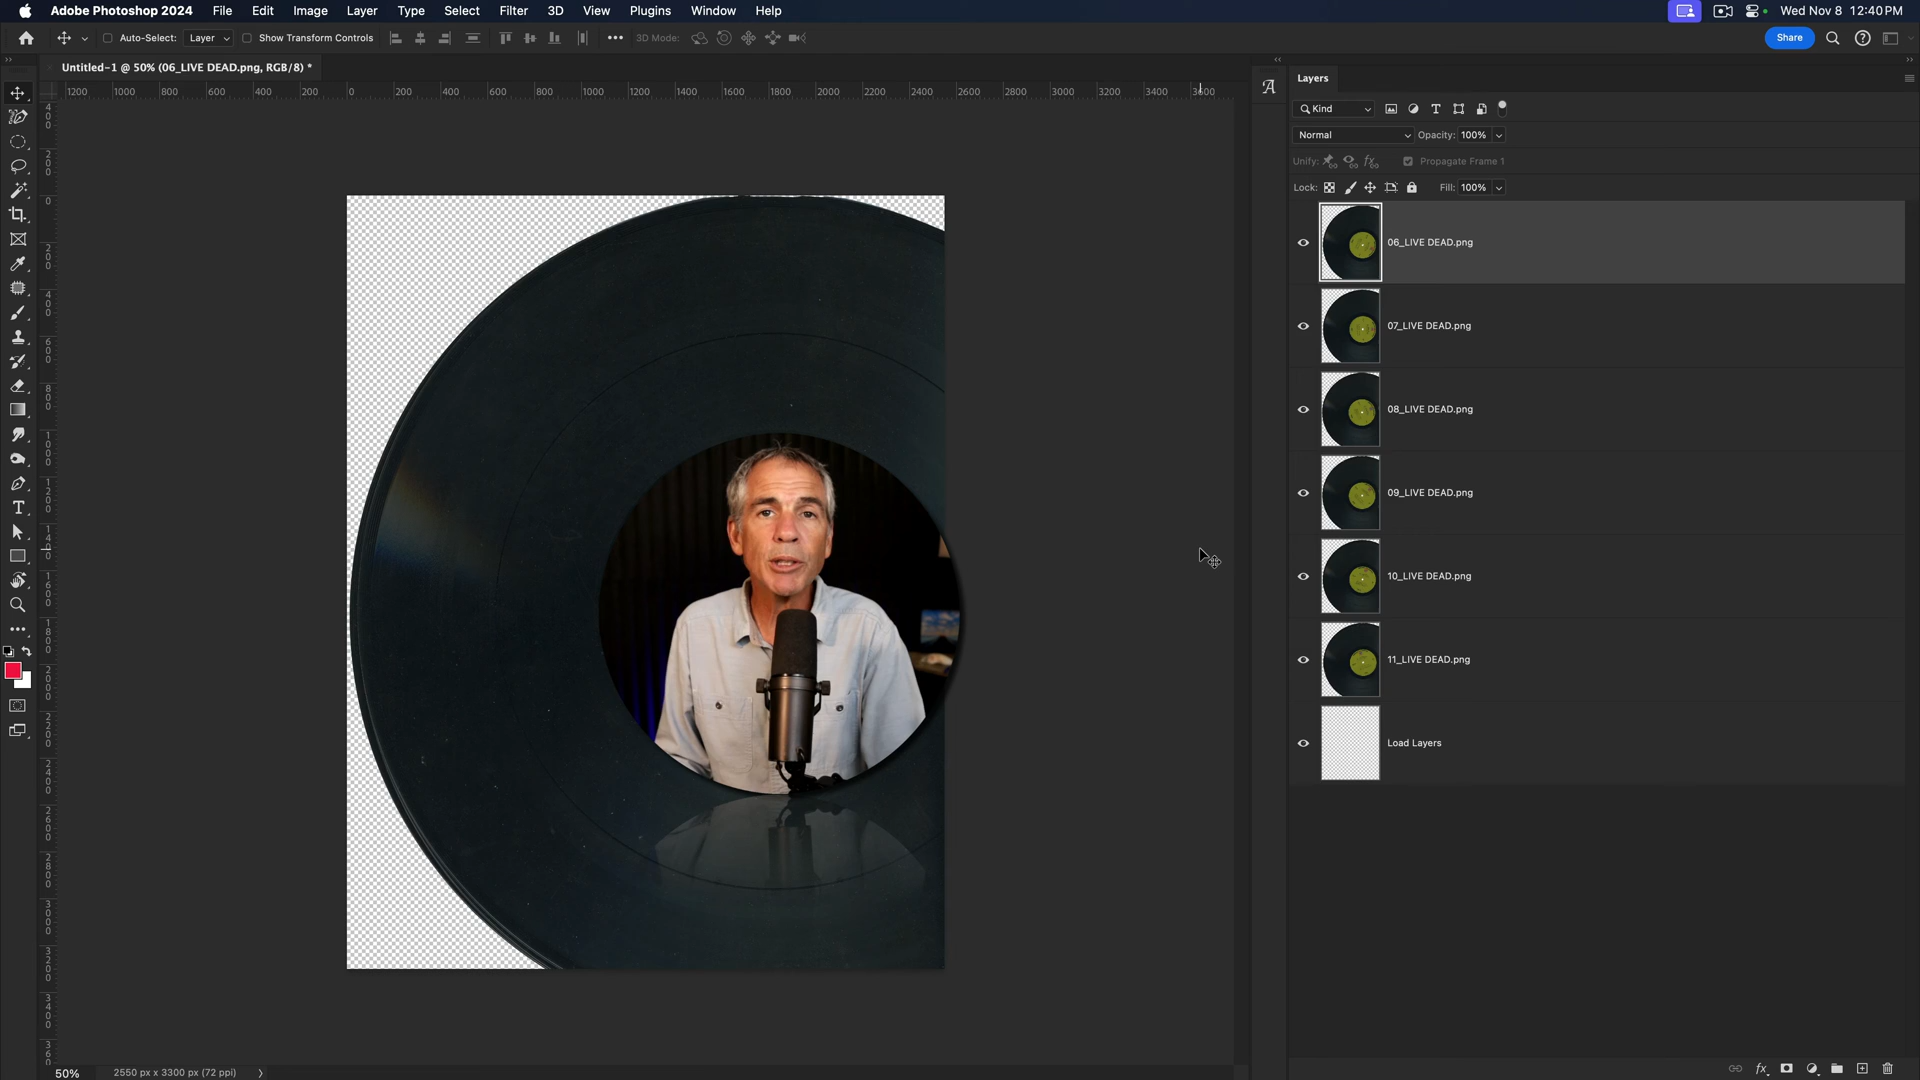 Adobe Photoshop 2024 File Edit Image Layer Type Select Filter 3D View Plugins Window Help Wed Nov 8 12:40 PM
Auto-Select: Layer Show Transform Controls 3D Mode: Share
Untitled-1 @ 50% (06_LIVE DEAD.png, RGB/8) *
1200 1000 800 600 400 200 0 200 400 600 800 1000 1200 1400 1600 1800 2000 2200 2400 2600 2800 3000 3200 3400 3600
Layers
Kind
Normal Opacity: 100%
Unify: Propagate Frame 1
Lock: Fill: 100%
06_LIVE DEAD.png
07_LIVE DEAD.png
08_LIVE DEAD.png
09_LIVE DEAD.png
10_LIVE DEAD.png
11_LIVE DEAD.png
Load Layers
50% 2550 px x 3300 px (72 ppi)